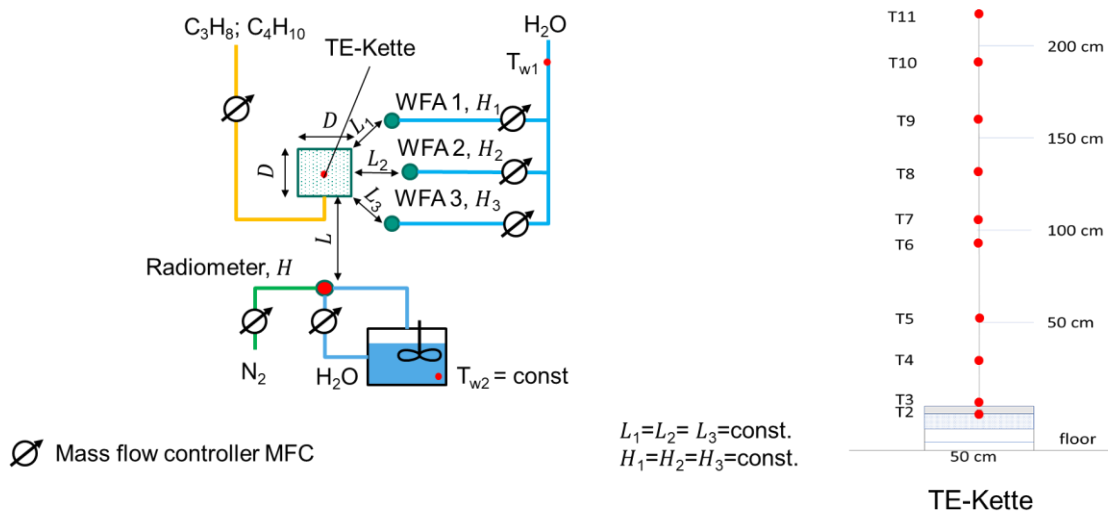 C₃H₈; C₄H₁₀
TE-Kette
H₂O
T_w1
WFA 1, H₁
D
L₁
WFA 2, H₂
D
L₂
WFA 3, H₃
L₃
L
Radiometer, H
N₂
H₂O
T_w2 = const
Mass flow controller MFC
L₁=L₂= L₃=const.
H₁=H₂=H₃=const.
T11
200 cm
T10
T9
150 cm
T8
T7
100 cm
T6
T5
50 cm
T4
T3
T2
floor
50 cm
TE-Kette